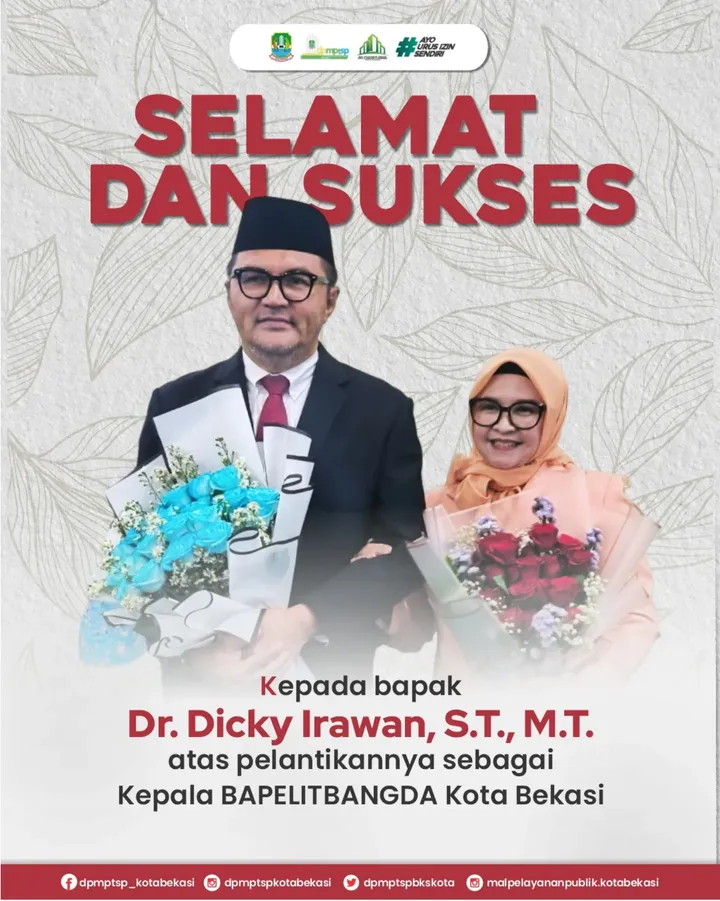 dpmptsp
#AYO
URUS IZIN
SENDIRI
SELAMAT
DAN SUKSES
Kepada bapak
Dr. Dicky Irawan, S.T., M.T.
atas pelantikannya sebagai
Kepala BAPELITBANGDA Kota Bekasi
dpmptsp_kotabekasi dpmptspkotabekasi dpmptspbkskota malpelayananpublik.kotabekasi